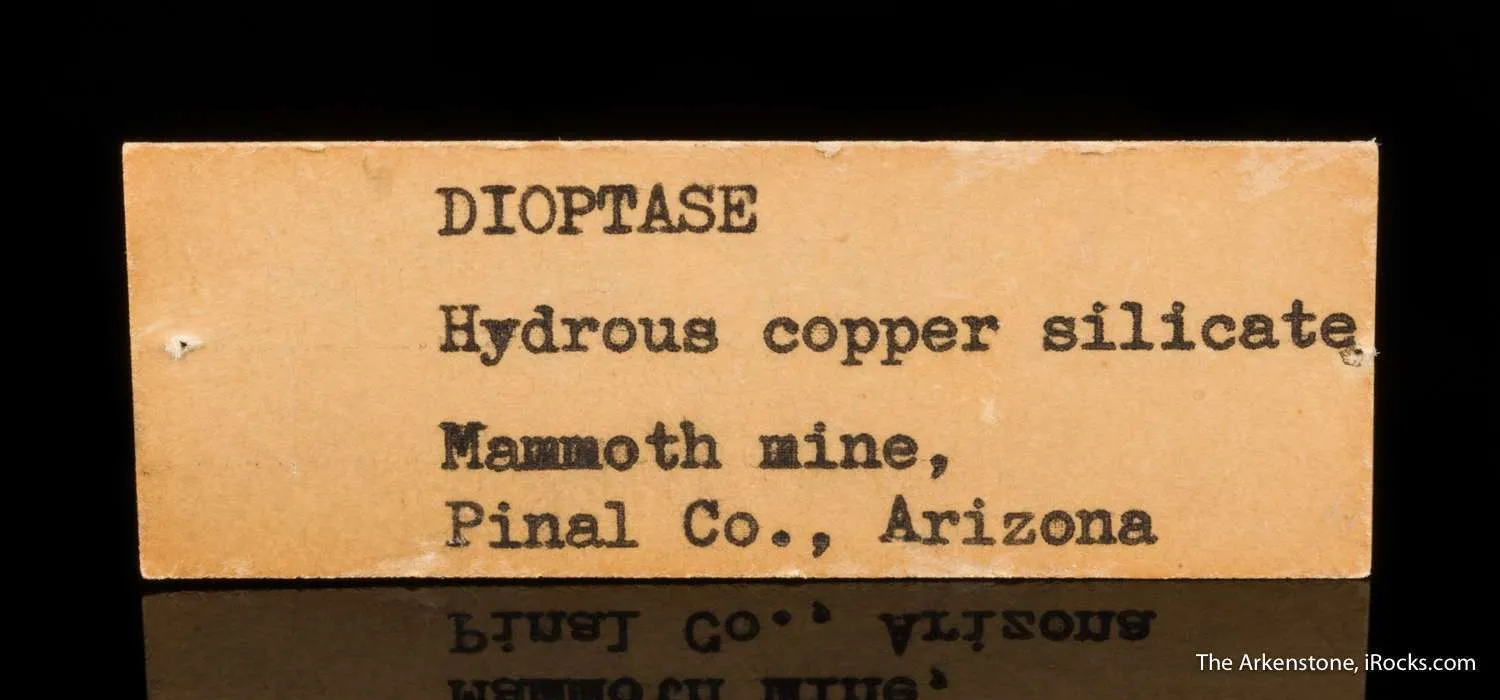 DIOPTASE
Hydrous copper silicate
Mammoth mine,
Pinal Co., Arizona
The Arkenstone, iRocks.com